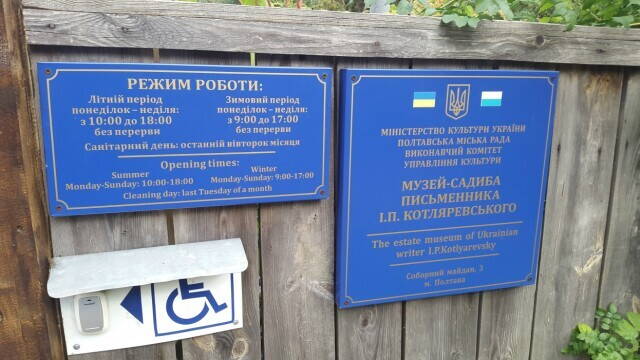 РЕЖИМ РОБОТИ:
Літній період
понеділок – неділя:
з 10:00 до 18:00
без перерви
Зимовий період
понеділок – неділя:
з 9:00 до 17:00
без перерви
Санітарний день: останній вівторок місяця
Opening times:
Summer
Monday-Sunday: 10:00-18:00
Winter
Monday-Sunday: 9:00-17:00
Cleaning day: last Tuesday of a month
МІНІСТЕРСТВО КУЛЬТУРИ УКРАЇНИ
ПОЛТАВСЬКА МІСЬКА РАДА
ВИКОНАВЧИЙ КОМІТЕТ
УПРАВЛІННЯ КУЛЬТУРИ
МУЗЕЙ-САДИБА
ПИСЬМЕННИКА
І.П. КОТЛЯРЕВСЬКОГО
The estate museum of Ukrainian
writer I.P.Kotlyarevsky
Соборний майдан, 3
м. Полтава